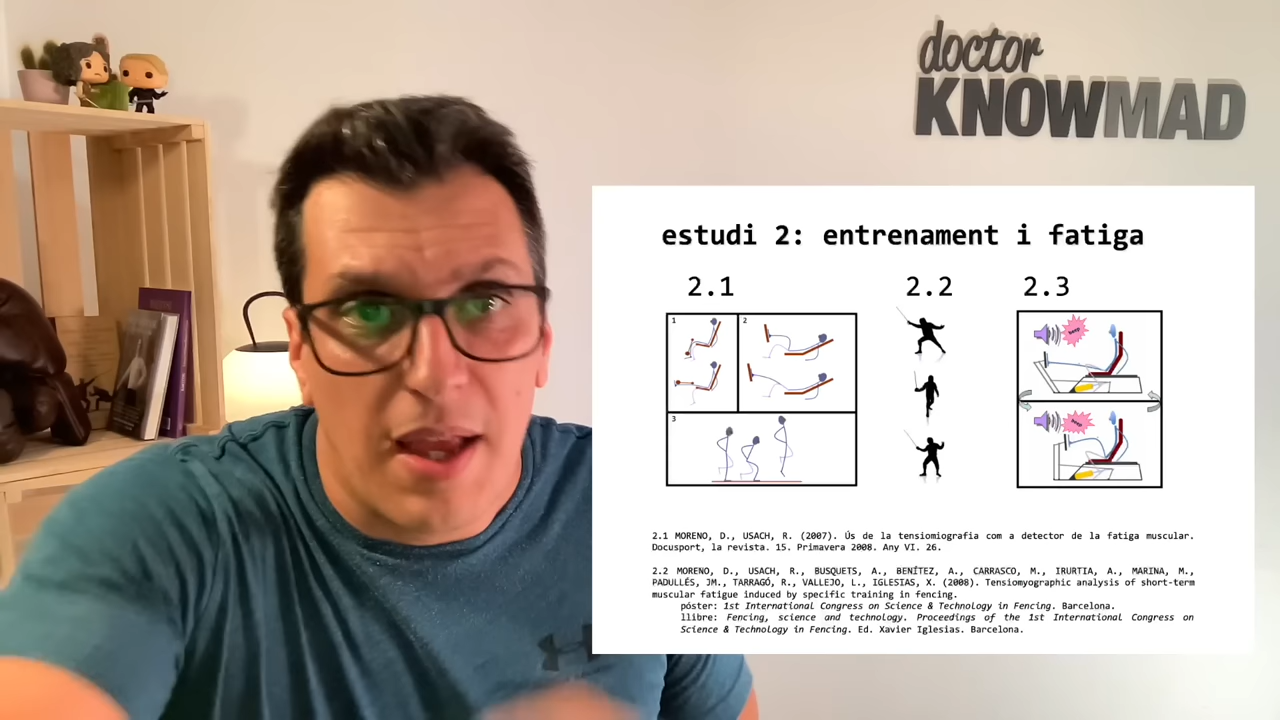 doctor
KNOWMAD
estudi 2: entrenament i fatiga
2.1
2.2
2.3
1
2
3
2.1 MORENO, D., USACH, R. (2007). Ús de la tensiomiografia com a detector de la fatiga muscular.
Docusport, la revista. 15. Primavera 2008. Any VI. 26.
2.2 MORENO, D., USACH, R., BUSQUETS, A., BENÍTEZ, A., CARRASCO, M., IRURTIA, A., MARINA, M.,
PADULLÉS, JM., TARRAGÓ, R., VALLEJO, L., IGLESIAS, X. (2008). Tensiomyographic analysis of short-term
muscular fatigue induced by specific training in fencing.
póster: 1st International Congress on Science & Technology in Fencing. Barcelona.
llibre: Fencing, science and technology. Proceedings of the 1st International Congress on
Science & Technology in Fencing. Ed. Xavier Iglesias. Barcelona.